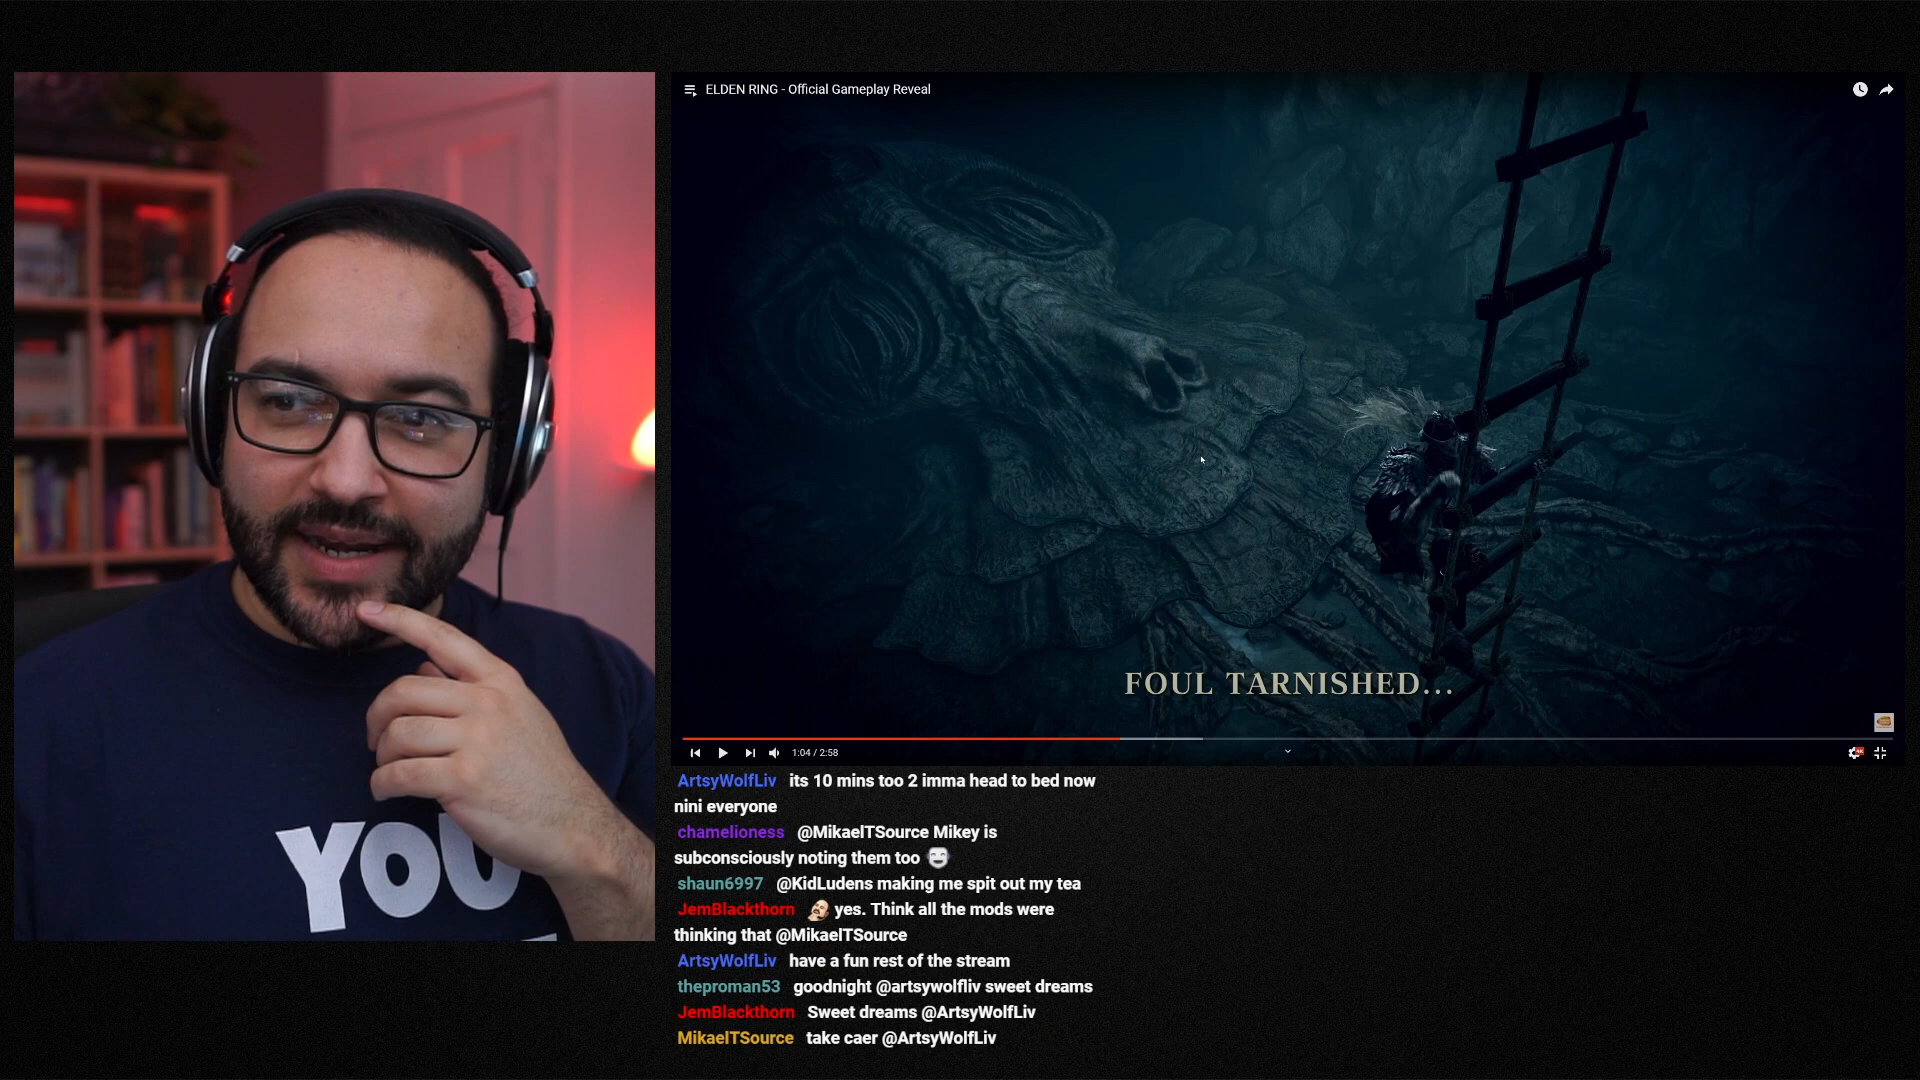 ELDEN RING - Official Gameplay Reveal
FOUL TARNISHED...
1:04 / 2:58
YOU
ArtsyWolfLiv its 10 mins too 2 imma head to bed now
nini everyone
chamelioness @MikaelTSource Mikey is
subconsciously noting them too
shaun6997 @KidLudens making me spit out my tea
JemBlackthorn yes. Think all the mods were
thinking that @MikaelTSource
ArtsyWolfLiv have a fun rest of the stream
theproman53 goodnight @artsywolfliv sweet dreams
JemBlackthorn Sweet dreams @ArtsyWolfLiv
MikaelTSource take caer @ArtsyWolfLiv